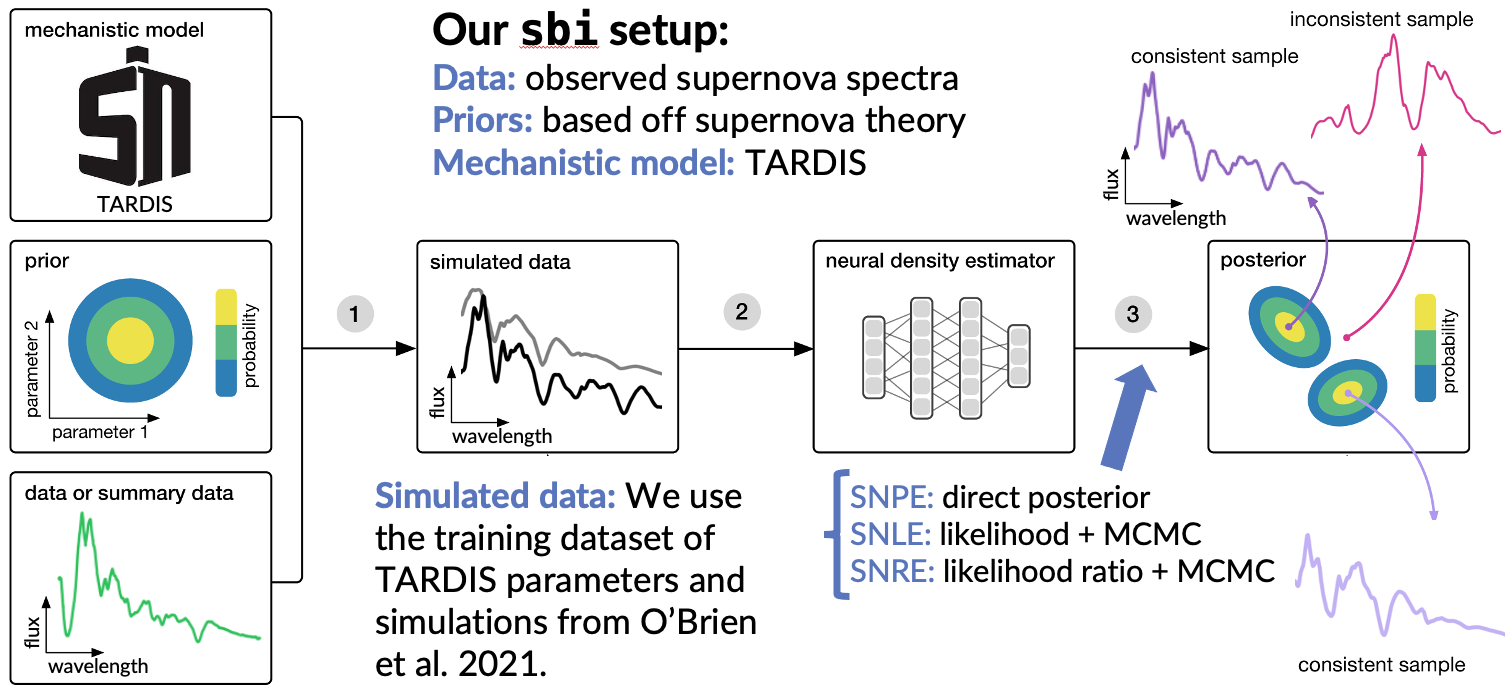 mechanistic model
SN
TARDIS
Our sbi setup:
Data: observed supernova spectra
Priors: based off supernova theory
Mechanistic model: TARDIS
consistent sample
flux
wavelength
inconsistent sample
prior
parameter 2
parameter 1
probability
1
simulated data
flux
wavelength
2
neural density estimator
3
posterior
probability
data or summary data
flux
wavelength
Simulated data: We use
the training dataset of
TARDIS parameters and
simulations from O’Brien
et al. 2021.
SNPE: direct posterior
SNLE: likelihood + MCMC
SNRE: likelihood ratio + MCMC
consistent sample